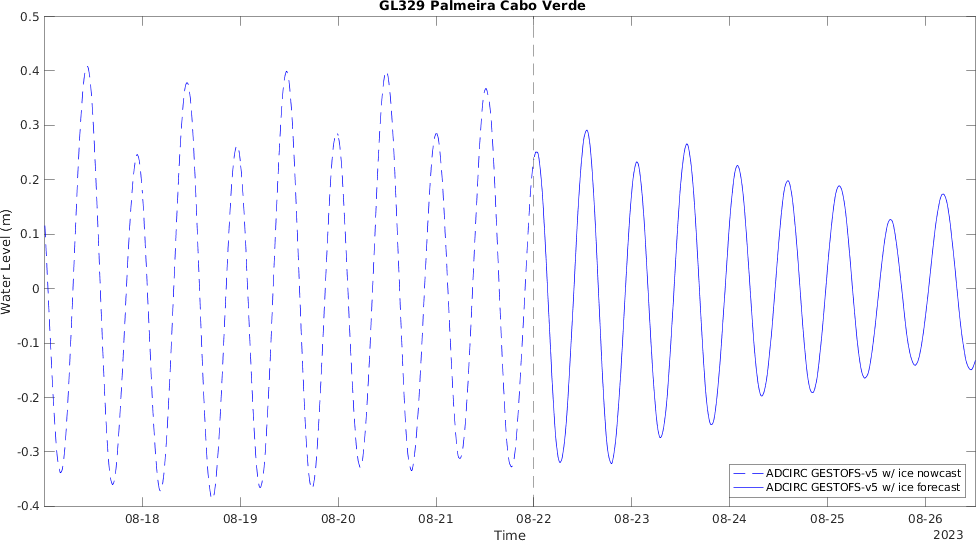 GL329 Palmeira Cabo Verde
Water Level (m)
0.5
0.4
0.3
0.2
0.1
0
-0.1
-0.2
-0.3
-0.4
ADCIRC GESTOFS-v5 w/ ice nowcast
ADCIRC GESTOFS-v5 w/ ice forecast
08-18 08-19 08-20 08-21 08-22 08-23 08-24 08-25 08-26
Time
2023